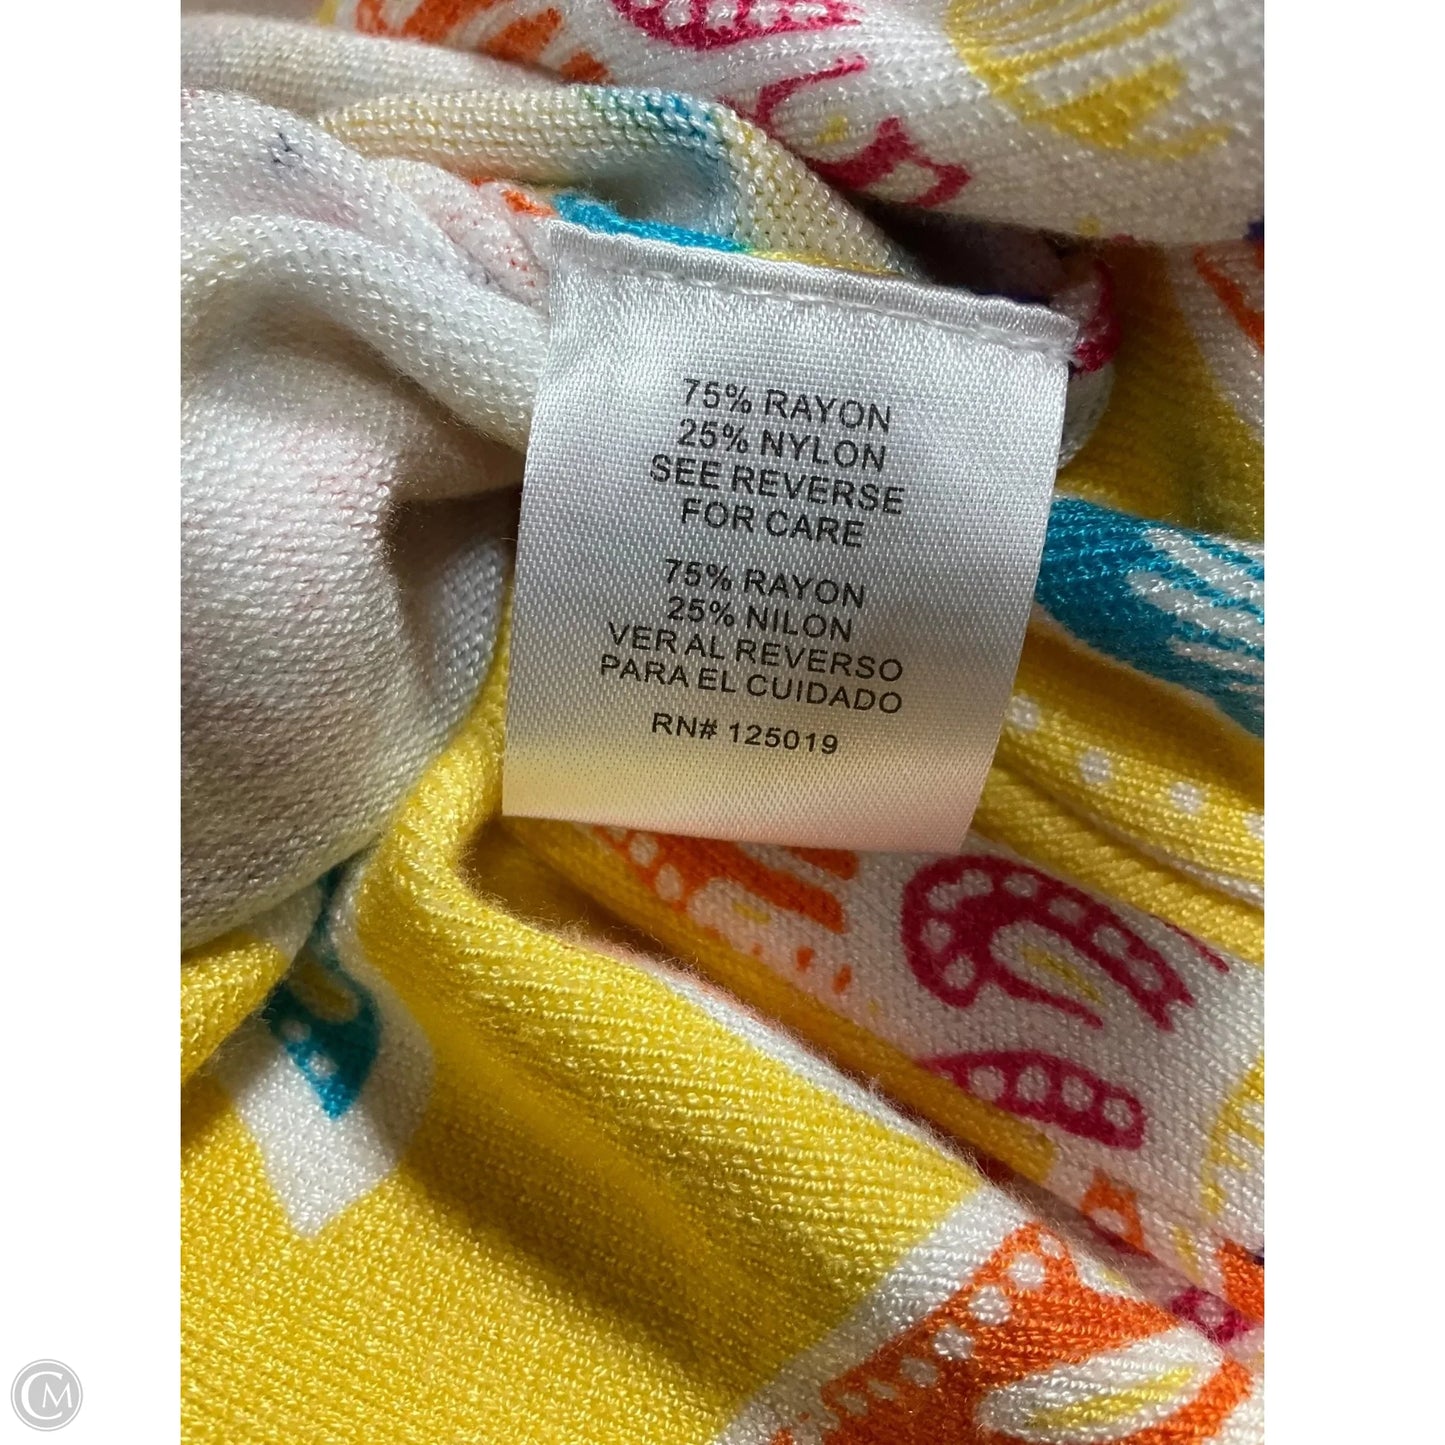 75% RAYON
25% NYLON
SEE REVERSE
FOR CARE
75% RAYON
25% NILON
VER AL REVERSO
PARA EL CUIDADO
RN# 125019
CM